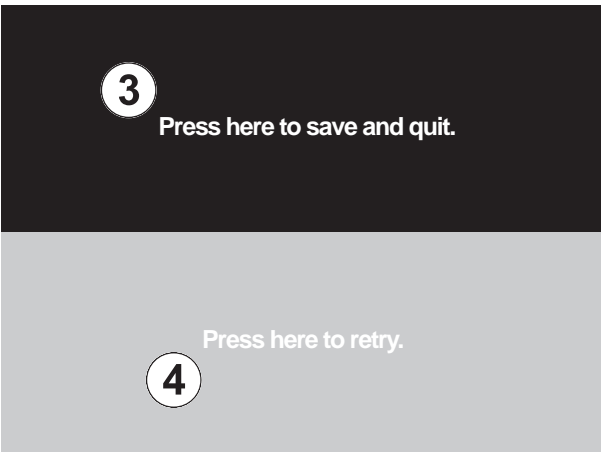 3
Press here to save and quit.
Press here to retry.
4